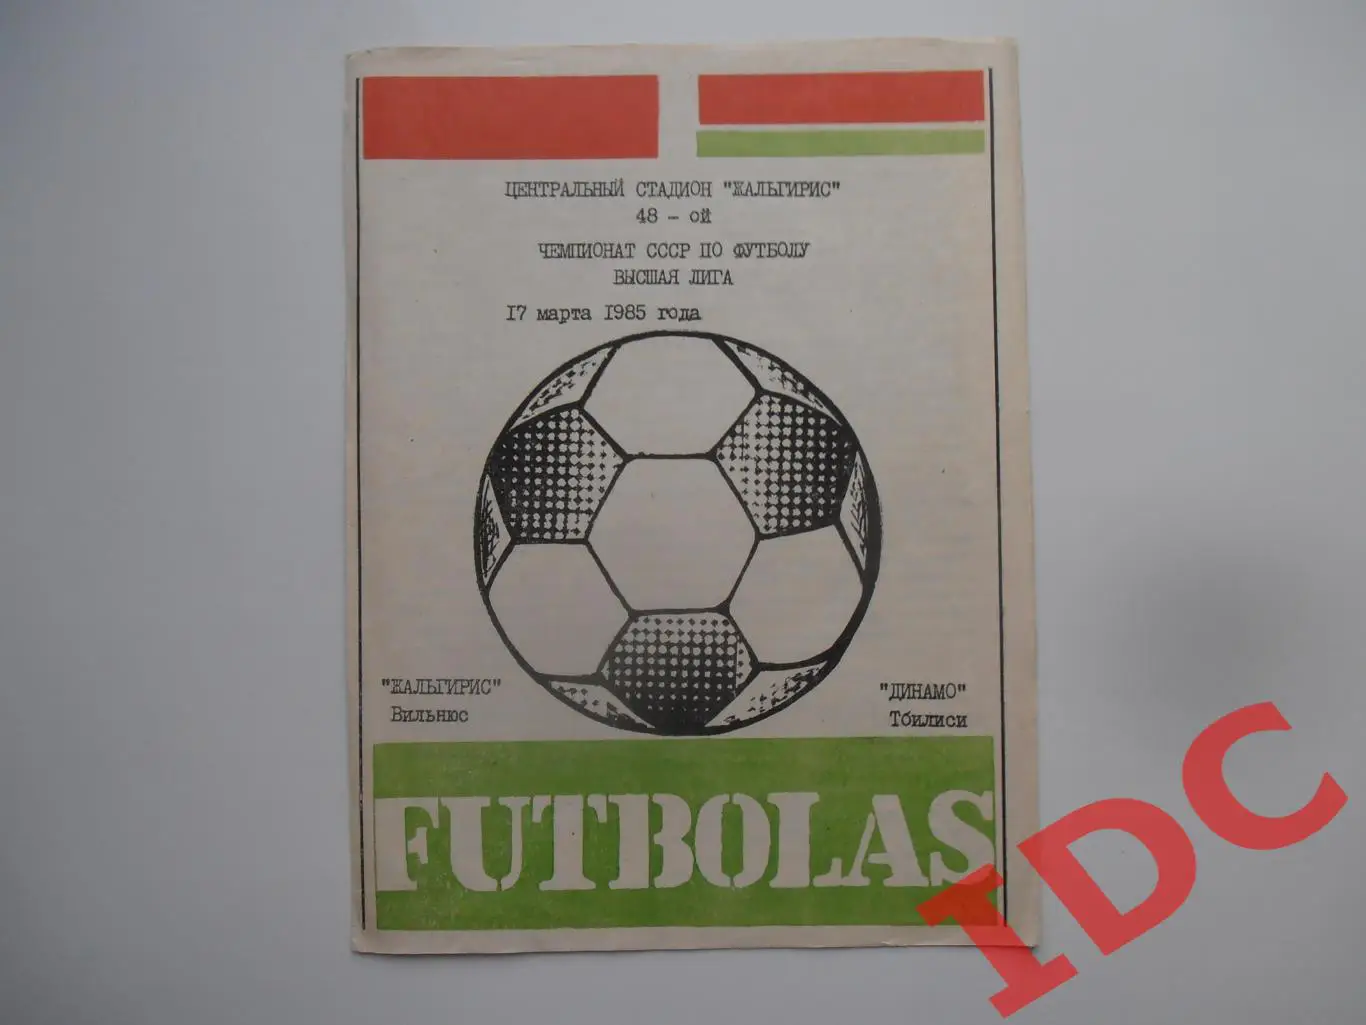 ЦЕНТРАЛЬНЫЙ СТАДИОН "ЖАЛЬГИРИС"
48 - ой
ЧЕМПИОНАТ СССР ПО ФУТБОЛУ
ВЫСШАЯ ЛИГА
17 марта 1985 года
"ЖАЛЬГИРИС"
Вильнюс
"ДИНАМО"
Тбилиси
FUTBOLAS
IDC